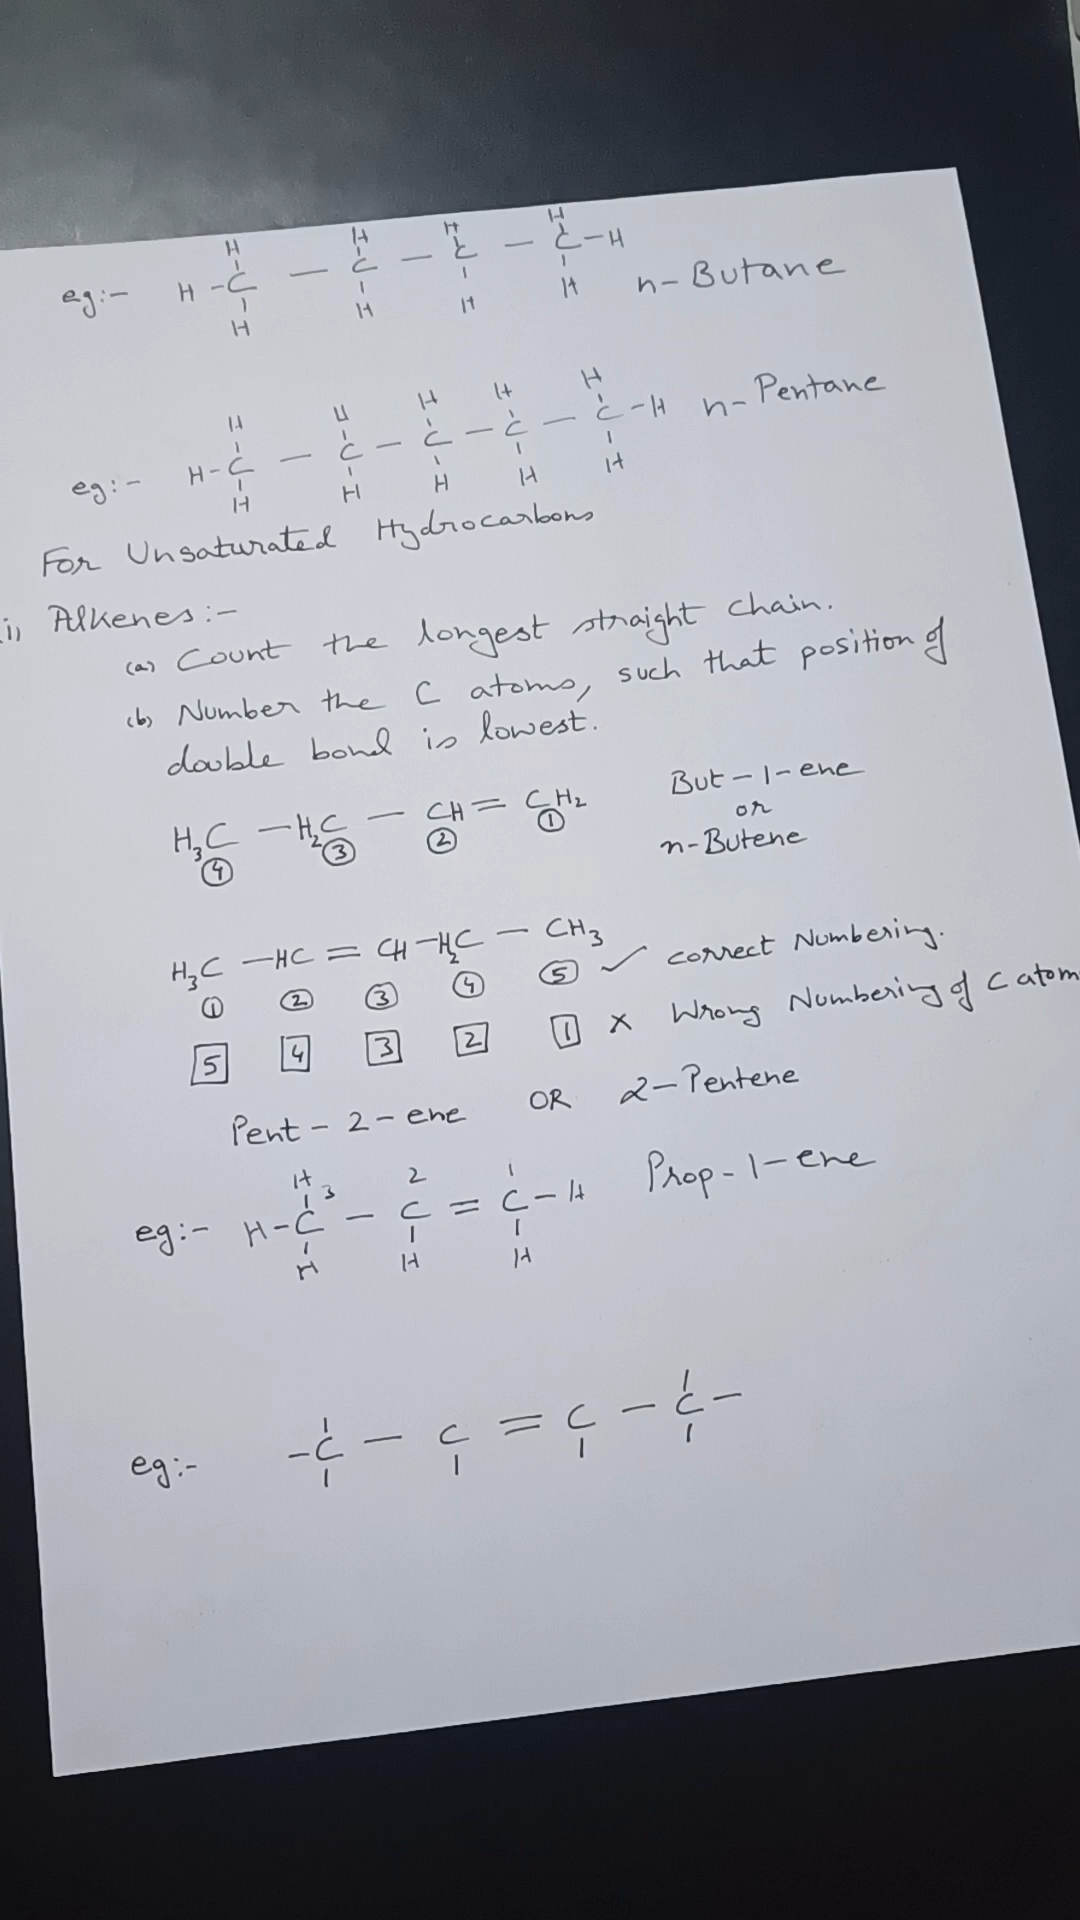 H H H H
eg:- H - C — C — C — C - H n- Butane
H H H H
H H H H H
eg:- H - C — C — C — C — C - H n- Pentane
H H H H H
For Unsaturated Hydrocarbons
i) Alkenes:-
(a) Count the longest straight chain.
(b) Number the C atoms, such that position of
double bond is lowest.
H₃C — H₂C — CH = CH₂ But - 1 - ene
④ ③ ② ① or
n- Butene
H₃C — HC = CH — H₂C — CH₃
① ② ③ ④ ⑤ ✓ correct Numbering.
5 4 3 2 1 x Wrong Numbering of C atom
Pent - 2 - ene OR 2 - Pentene
H 3 2 1
eg:- H - C — C = C - H Prop - 1 - ene
H H H
eg:- - C — C = C — C -